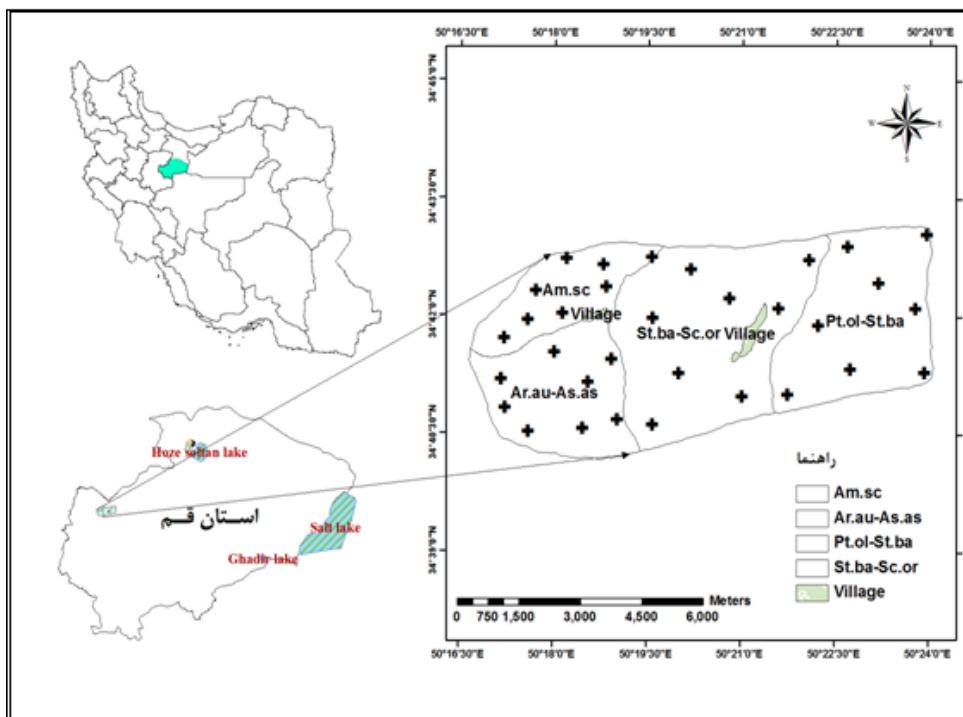 50°16'30"E 50°18'0"E 50°19'30"E 50°21'0"E 50°22'30"E 50°24'0"E
N
W E
S
Am.sc
Village
St.ba-Sc.or Village
Pt.ol-St.ba
Ar.au-As.as
راهنما
Am.sc
Ar.au-As.as
Pt.ol-St.ba
St.ba-Sc.or
Village
Meters
0 750 1,500 3,000 4,500 6,000
50°16'30"E 50°18'0"E 50°19'30"E 50°21'0"E 50°22'30"E 50°24'0"E
Hoze soltan lake
استان قم
Salt lake
Ghadir lake